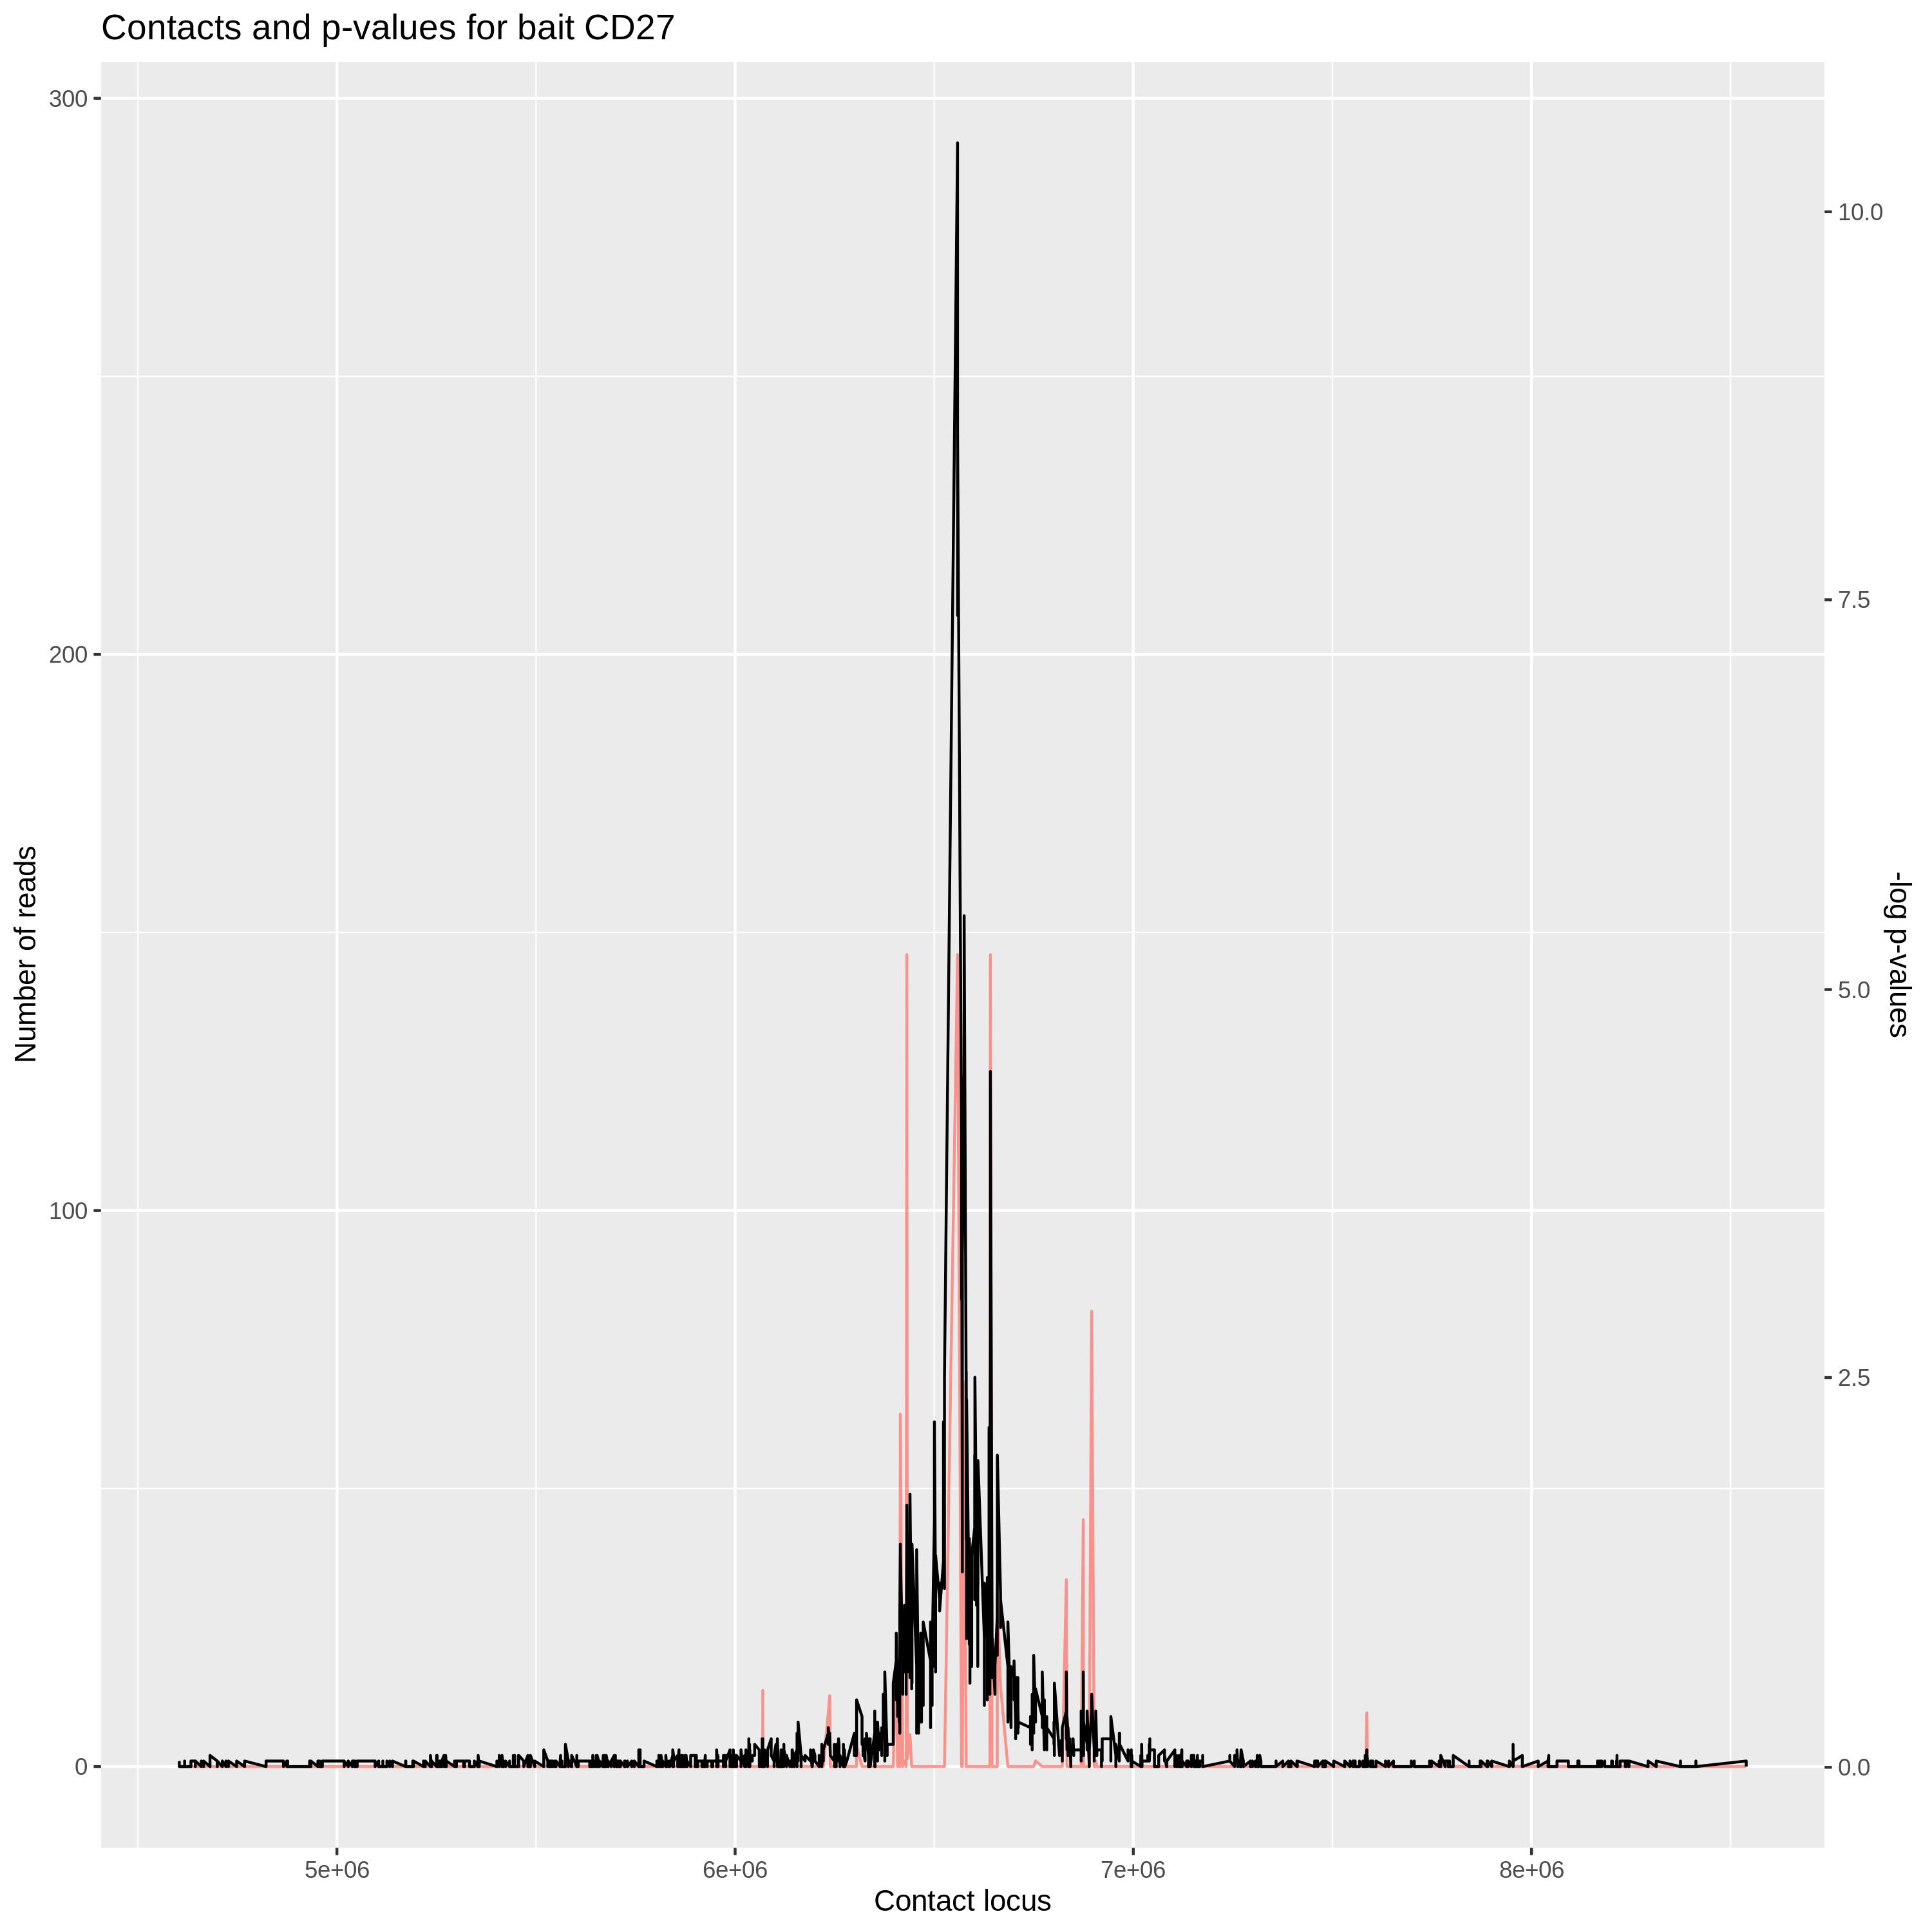 Contacts and p-values for bait CD27
300
200
100
0
Number of reads
10.0
7.5
5.0
2.5
0.0
-log p-values
5e+06
6e+06
7e+06
8e+06
Contact locus